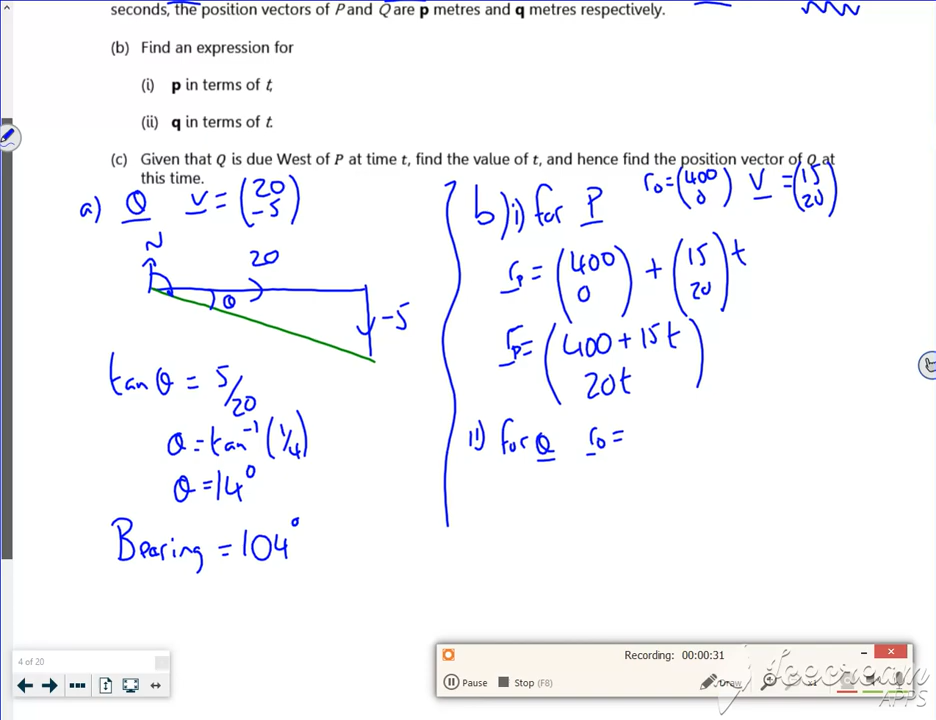 seconds, the position vectors of P and Q are p metres and q metres respectively.
(b) Find an expression for
(i) p in terms of t,
(ii) q in terms of t.
(c) Given that Q is due West of P at time t, find the value of t, and hence find the position vector of Q at
this time.
a) Q v = (20 -5)
N
20
θ
-5
tan θ = 5/20
θ = tan⁻¹ (1/4)
θ = 14°
Bearing = 104°
b) i) for P r₀ = (400 0) v = (15 20)
r_P = (400 0) + (15 20) t
r_P = (400 + 15t 20t)
ii) for Q r₀ =
4 of 20
Recording: 00:00:31
Pause
Stop (F8)
Draw
Icecream
APPS